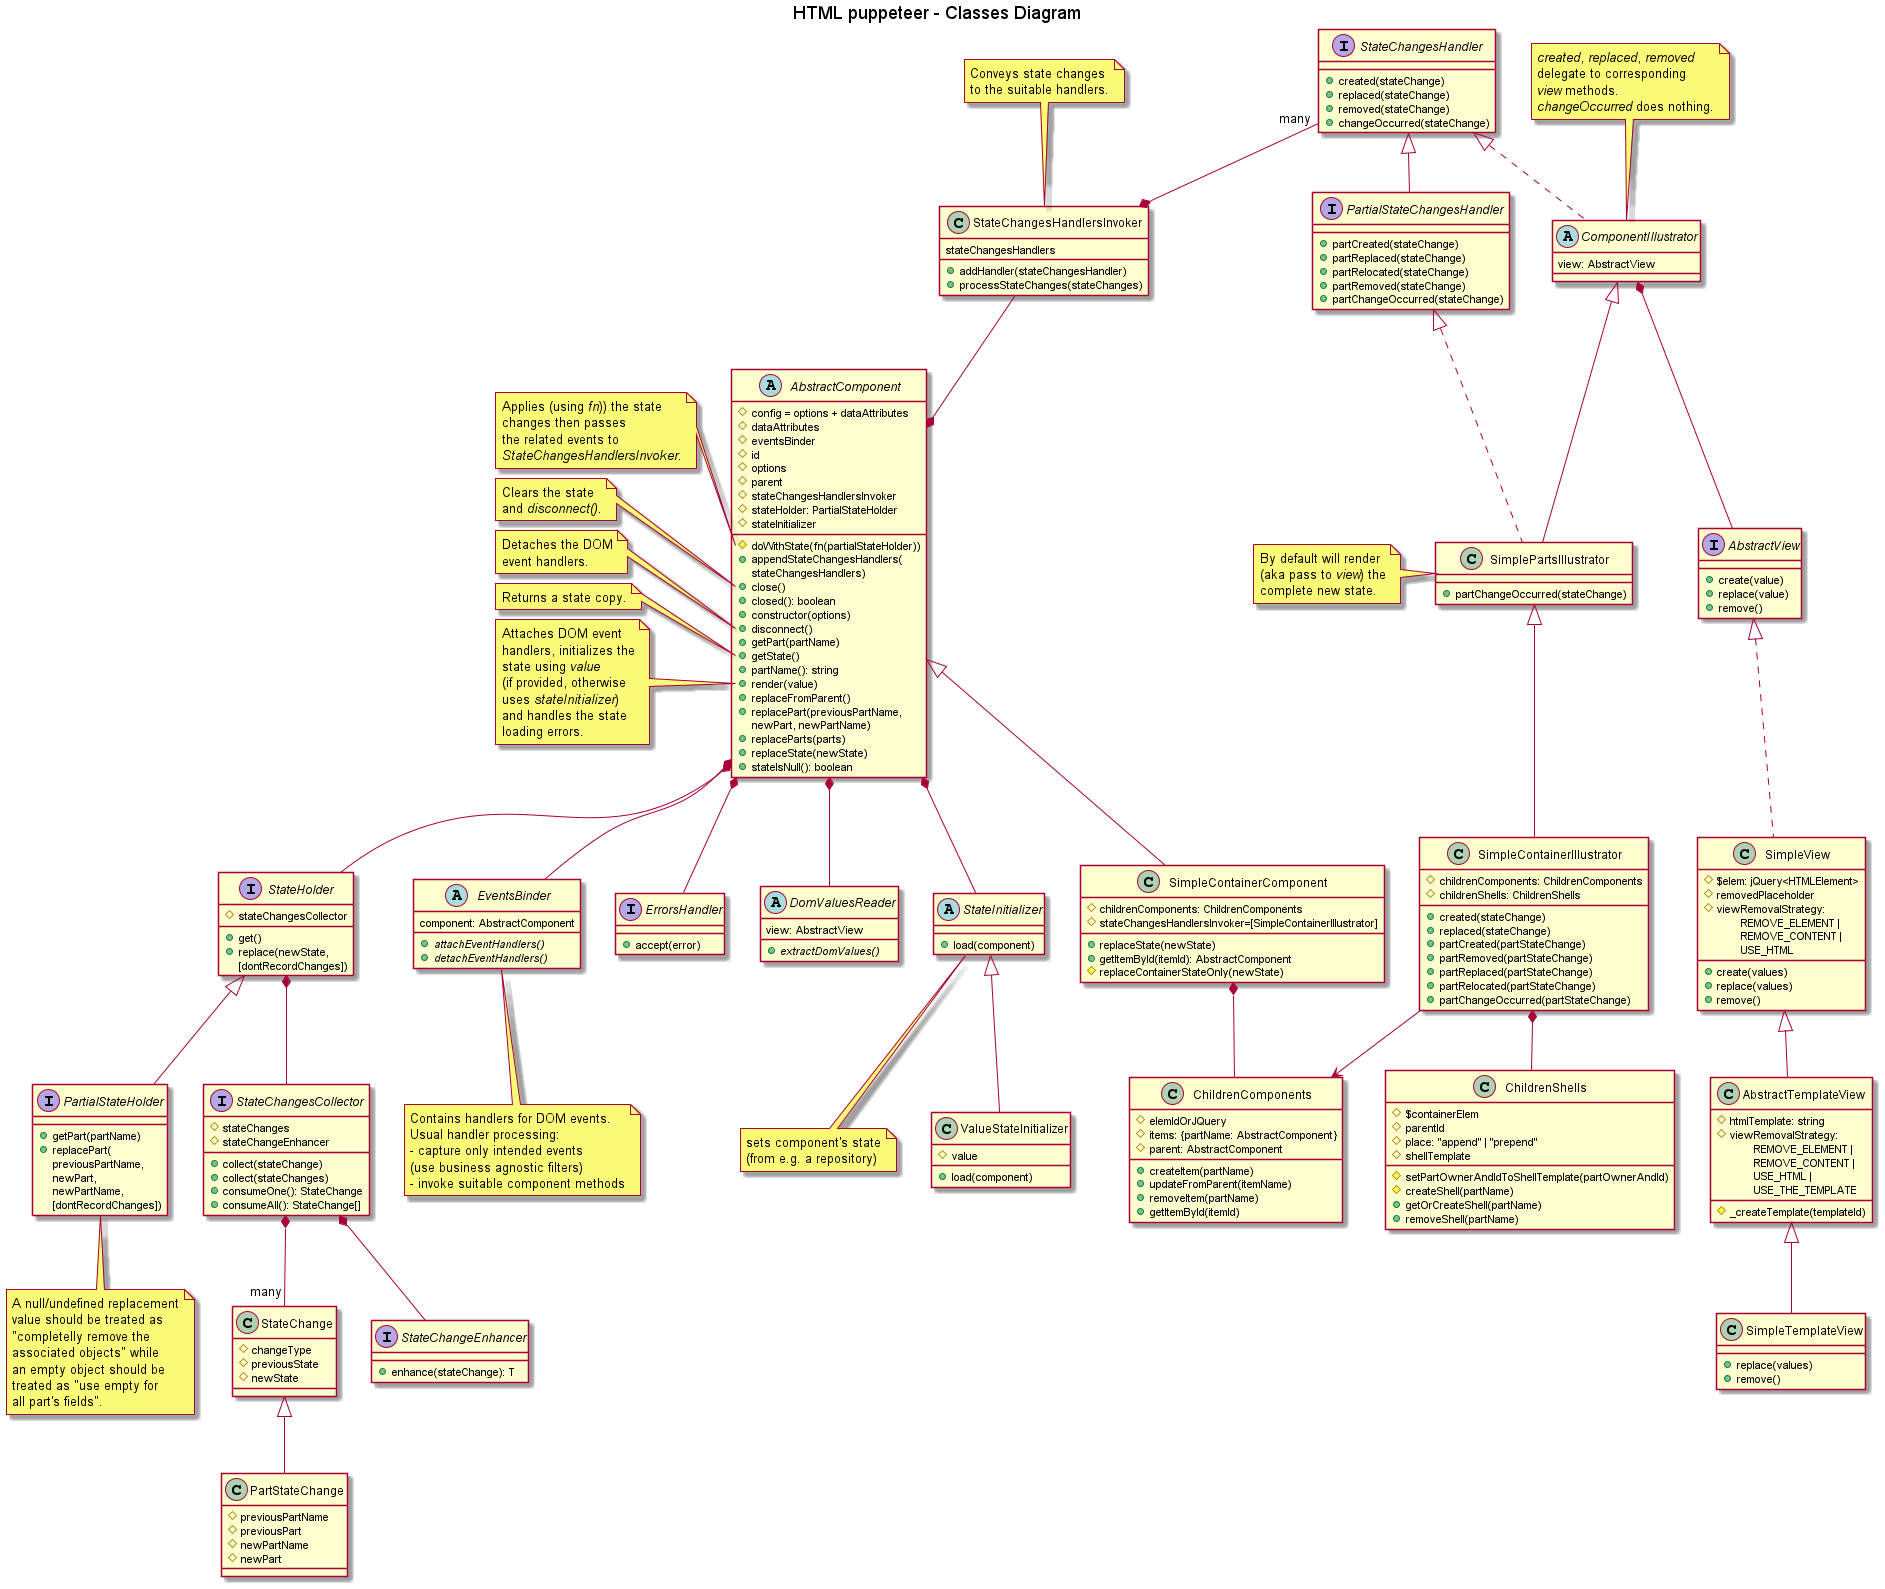 HTML puppeteer - Classes Diagram
I StateChangesHandler
created(stateChange)
replaced(stateChange)
removed(stateChange)
changeOccurred(stateChange)
created, replaced, removed
delegate to corresponding
view methods.
changeOccurred does nothing.
Conveys state changes
to the suitable handlers.
many
C StateChangesHandlersInvoker
stateChangesHandlers
addHandler(stateChangesHandler)
processStateChanges(stateChanges)
I PartialStateChangesHandler
partCreated(stateChange)
partReplaced(stateChange)
partRelocated(stateChange)
partRemoved(stateChange)
partChangeOccurred(stateChange)
A ComponentIllustrator
view: AbstractView
A AbstractComponent
config = options + dataAttributes
dataAttributes
eventsBinder
id
options
parent
stateChangesHandlersInvoker
stateHolder: PartialStateHolder
stateInitializer
doWithState(fn(partialStateHolder))
appendStateChangesHandlers(
stateChangesHandlers)
close()
closed(): boolean
constructor(options)
disconnect()
getPart(partName)
getState()
partName(): string
render(value)
replaceFromParent()
replacePart(previousPartName,
newPart, newPartName)
replaceParts(parts)
replaceState(newState)
stateIsNull(): boolean
Applies (using fn)) the state
changes then passes
the related events to
StateChangesHandlersInvoker.
Clears the state
and disconnect().
Detaches the DOM
event handlers.
Returns a state copy.
Attaches DOM event
handlers, initializes the
state using value
(if provided, otherwise
uses stateInitializer)
and handles the state
loading errors.
By default will render
(aka pass to view) the
complete new state.
C SimplePartsIllustrator
partChangeOccurred(stateChange)
I AbstractView
create(value)
replace(value)
remove()
I StateHolder
stateChangesCollector
get()
replace(newState,
[dontRecordChanges])
A EventsBinder
component: AbstractComponent
attachEventHandlers()
detachEventHandlers()
I ErrorsHandler
accept(error)
A DomValuesReader
view: AbstractView
extractDomValues()
A StateInitializer
load(component)
C SimpleContainerComponent
childrenComponents: ChildrenComponents
stateChangesHandlersInvoker=[SimpleContainerIllustrator]
replaceState(newState)
getItemById(itemId): AbstractComponent
replaceContainerStateOnly(newState)
C SimpleContainerIllustrator
childrenComponents: ChildrenComponents
childrenShells: ChildrenShells
created(stateChange)
replaced(stateChange)
partCreated(partStateChange)
partRemoved(partStateChange)
partReplaced(partStateChange)
partRelocated(partStateChange)
partChangeOccurred(partStateChange)
C SimpleView
$elem: jQuery<HTMLElement>
removedPlaceholder
viewRemovalStrategy:
REMOVE_ELEMENT |
REMOVE_CONTENT |
USE_HTML
create(values)
replace(values)
remove()
I PartialStateHolder
getPart(partName)
replacePart(
previousPartName,
newPart,
newPartName,
[dontRecordChanges])
I StateChangesCollector
stateChanges
stateChangeEnhancer
collect(stateChange)
collect(stateChanges)
consumeOne(): StateChange
consumeAll(): StateChange[]
Contains handlers for DOM events.
Usual handler processing:
- capture only intended events
(use business agnostic filters)
- invoke suitable component methods
sets component's state
(from e.g. a repository)
C ValueStateInitializer
value
load(component)
C ChildrenComponents
elemIdOrJQuery
items: {partName: AbstractComponent}
parent: AbstractComponent
createItem(partName)
updateFromParent(itemName)
removeItem(partName)
getItemById(itemId)
C ChildrenShells
$containerElem
parentId
place: "append" | "prepend"
shellTemplate
setPartOwnerAndIdToShellTemplate(partOwnerAndId)
createShell(partName)
getOrCreateShell(partName)
removeShell(partName)
C AbstractTemplateView
htmlTemplate: string
viewRemovalStrategy:
REMOVE_ELEMENT |
REMOVE_CONTENT |
USE_HTML |
USE_THE_TEMPLATE
_createTemplate(templateId)
A null/undefined replacement
value should be treated as
"completelly remove the
associated objects" while
an empty object should be
treated as "use empty for
all part's fields".
many
C StateChange
changeType
previousState
newState
I StateChangeEnhancer
enhance(stateChange): T
C SimpleTemplateView
replace(values)
remove()
C PartStateChange
previousPartName
previousPart
newPartName
newPart